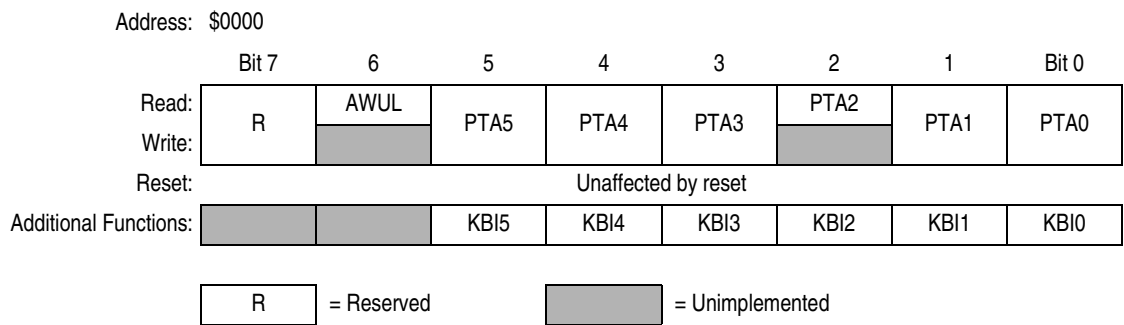 Address: $0000
Bit 7 6 5 4 3 2 1 Bit 0
Read: R AWUL PTA5 PTA4 PTA3 PTA2 PTA1 PTA0
Write:
Reset: Unaffected by reset
Additional Functions: KBI5 KBI4 KBI3 KBI2 KBI1 KBI0
R = Reserved = Unimplemented